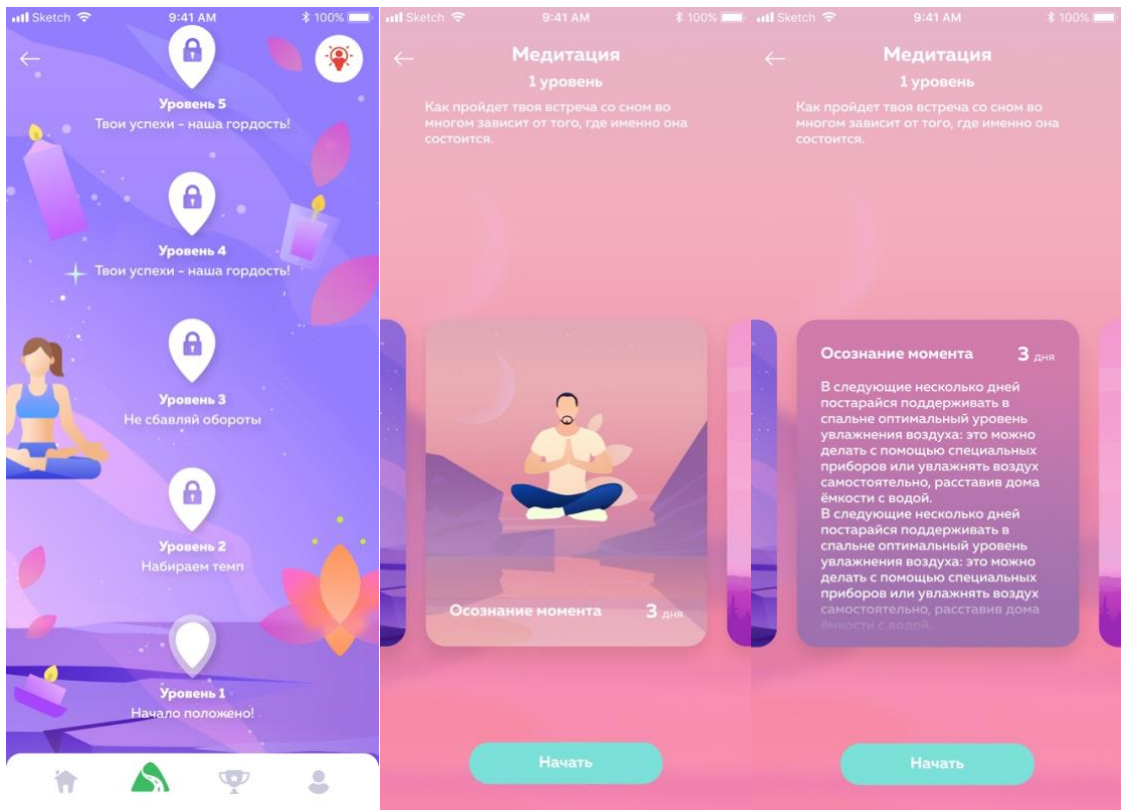 Sketch 9:41 AM 100%
Уровень 5
Твои успехи – наша гордость!
Уровень 4
Твои успехи – наша гордость!
Уровень 3
Не сбавляй обороты
Уровень 2
Набираем темп
Уровень 1
Начало положено!
Sketch 9:41 AM 100%
Медитация
1 уровень
Как пройдет твоя встреча со сном во
многом зависит от того, где именно она
состоится.
Осознание момента 3 дня
Начать
Sketch 9:41 AM 100%
Медитация
1 уровень
Как пройдет твоя встреча со сном во
многом зависит от того, где именно она
состоится.
Осознание момента 3 дня
В следующие несколько дней
постарайся поддерживать в
спальне оптимальный уровень
увлажнения воздуха: это можно
делать с помощью специальных
приборов или увлажнять воздух
самостоятельно, расставив дома
ёмкости с водой.
В следующие несколько дней
постарайся поддерживать в
спальне оптимальный уровень
увлажнения воздуха: это можно
делать с помощью специальных
приборов или увлажнять воздух
самостоятельно, расставив дома
ёмкости с водой.
Начать